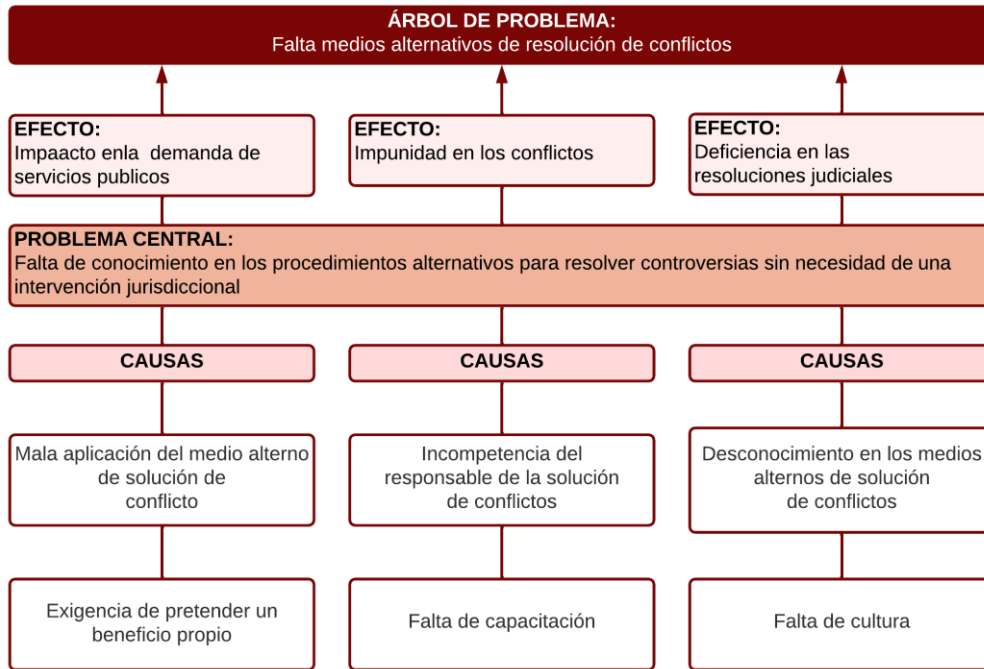 ÁRBOL DE PROBLEMA:
Falta medios alternativos de resolución de conflictos
EFECTO:
Impaacto enla demanda de
servicios publicos
EFECTO:
Impunidad en los conflictos
EFECTO:
Deficiencia en las
resoluciones judiciales
PROBLEMA CENTRAL:
Falta de conocimiento en los procedimientos alternativos para resolver controversias sin necesidad de una
intervención jurisdiccional
CAUSAS
CAUSAS
CAUSAS
Mala aplicación del medio alterno
de solución de
conflicto
Incompetencia del
responsable de la solución
de conflictos
Desconocimiento en los medios
alternos de solución
de conflictos
Exigencia de pretender un
beneficio propio
Falta de capacitación
Falta de cultura